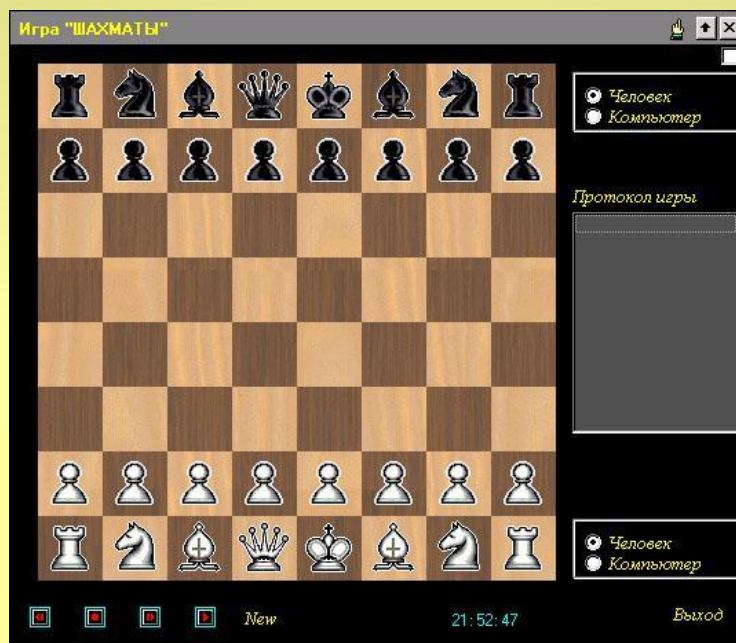 Игра "ШАХМАТЫ"
Человек
Компьютер
Протокол игры
Человек
Компьютер
New
21:52:47
Выход